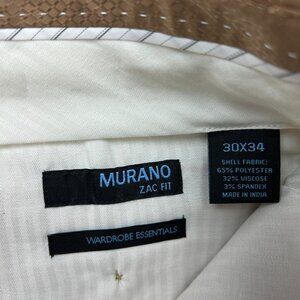 MURANO
ZAC FIT
WARDROBE ESSENTIALS
30X34
SHELL FABRIC:
65% POLYESTER
32% VISCOSE
3% SPANDEX
MADE IN INDIA